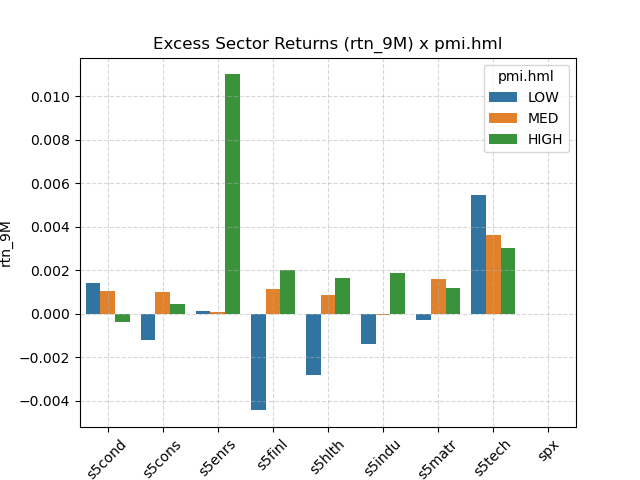 Excess Sector Returns (rtn_9M) x pmi.hml
pmi.hml
LOW
MED
HIGH
rtn_9M
0.010
0.008
0.006
0.004
0.002
0.000
−0.002
−0.004
s5cond
s5cons
s5enrs
s5finl
s5hlth
s5indu
s5matr
s5tech
spx